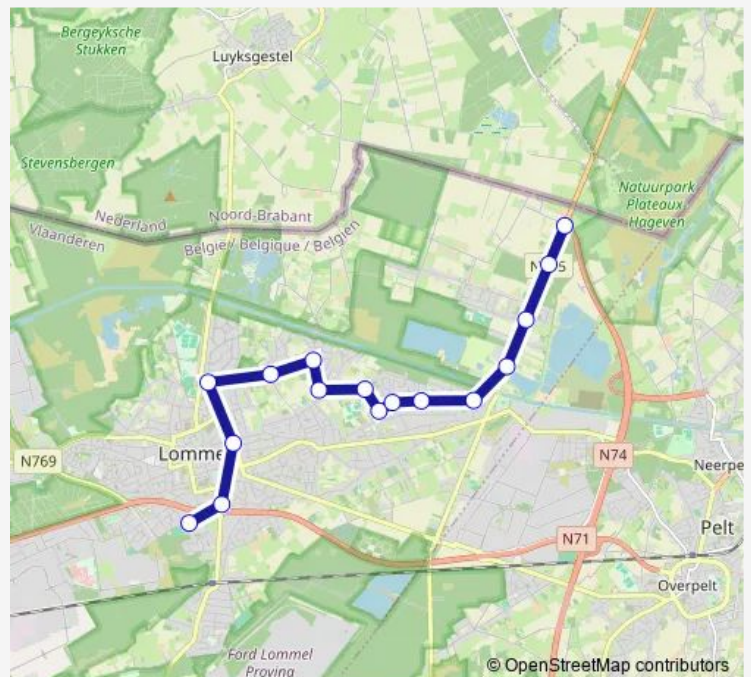 Bergeyksche
Stukken
Luyksgestel
Stevensbergen
Natuurpark
Plateaux
Hageven
Nederland
Noord-Brabant
Vlaanderen
België / Belgique / Belgien
Lomme
N769
N74
Neerpe
Pelt
N71
Overpelt
Ford Lommel
Proving
© OpenStreetMap contributors